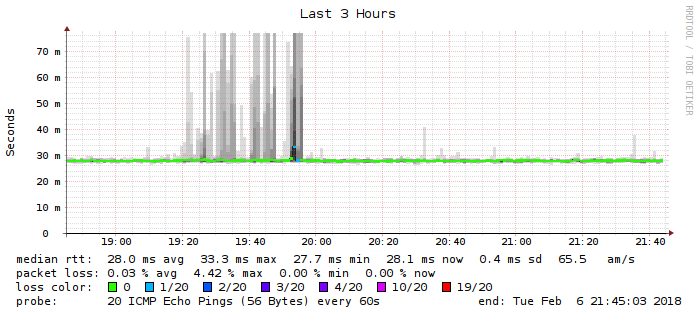 Last 3 Hours
RRDTOOL / TOBI OETIKER
Seconds
70 m
60 m
50 m
40 m
30 m
20 m
10 m
0
19:00 19:20 19:40 20:00 20:20 20:40 21:00 21:20 21:40
median rtt: 28.0 ms avg 33.3 ms max 27.7 ms min 28.1 ms now 0.4 ms sd 65.5 am/s
packet loss: 0.03 % avg 4.42 % max 0.00 % min 0.00 % now
loss color: 0 1/20 2/20 3/20 4/20 10/20 19/20
probe: 20 ICMP Echo Pings (56 Bytes) every 60s end: Tue Feb 6 21:45:03 2018